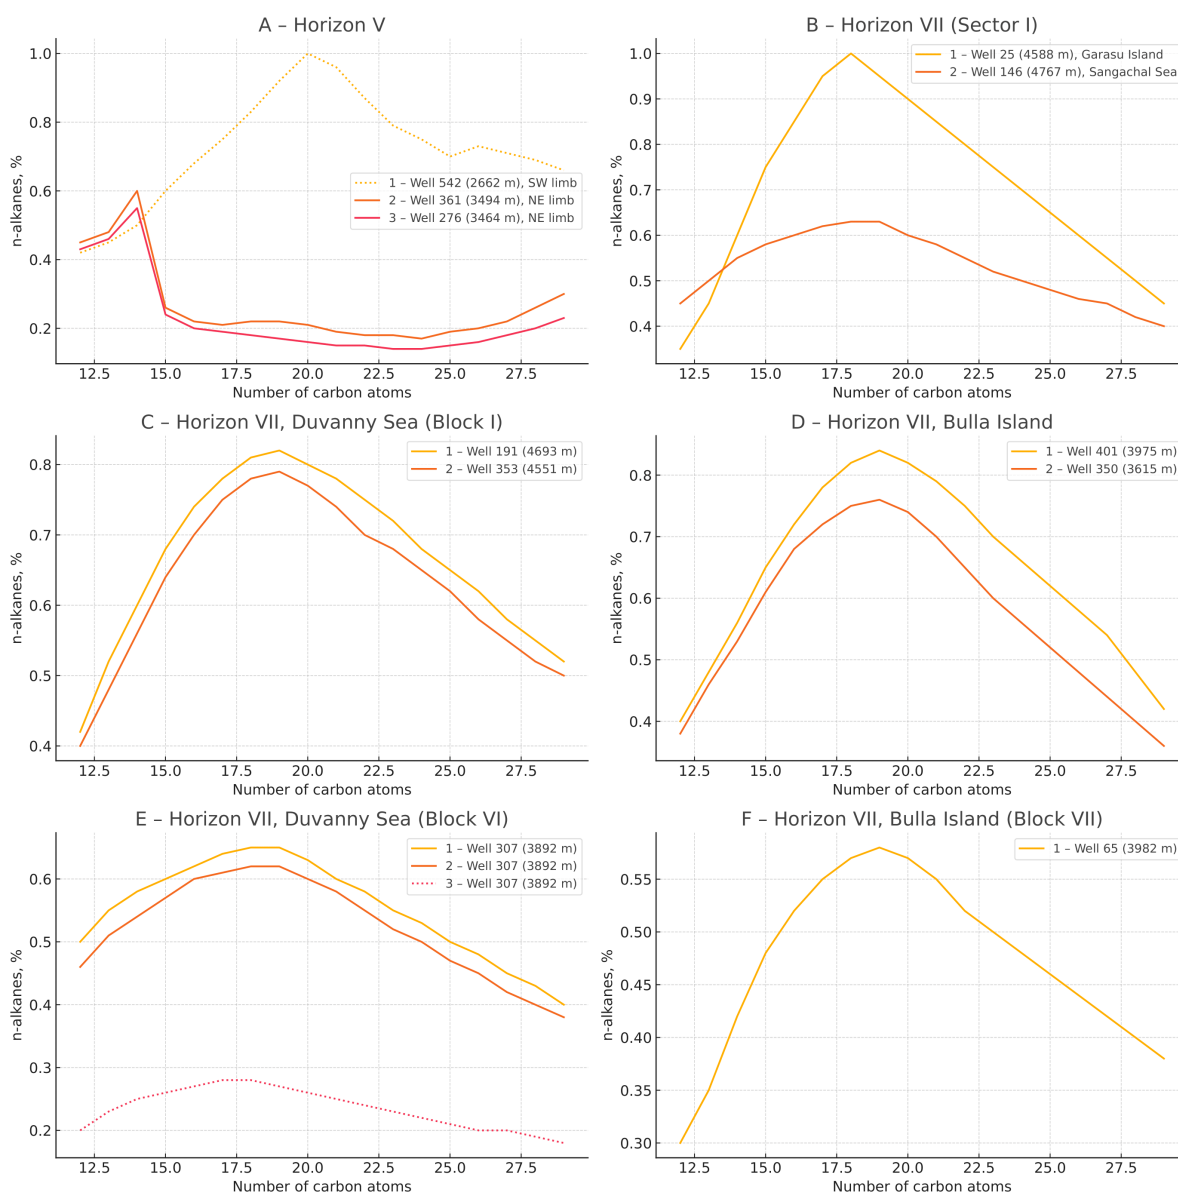 A – Horizon V
n-alkanes, %
1.0
0.8
0.6
0.4
0.2
1 – Well 542 (2662 m), SW limb
2 – Well 361 (3494 m), NE limb
3 – Well 276 (3464 m), NE limb
12.5 15.0 17.5 20.0 22.5 25.0 27.5
Number of carbon atoms
B – Horizon VII (Sector I)
n-alkanes, %
1.0
0.9
0.8
0.7
0.6
0.5
0.4
1 – Well 25 (4588 m), Garasu Island
2 – Well 146 (4767 m), Sangachal Sea
12.5 15.0 17.5 20.0 22.5 25.0 27.5
Number of carbon atoms
C – Horizon VII, Duvanny Sea (Block I)
n-alkanes, %
0.8
0.7
0.6
0.5
0.4
1 – Well 191 (4693 m)
2 – Well 353 (4551 m)
12.5 15.0 17.5 20.0 22.5 25.0 27.5
Number of carbon atoms
D – Horizon VII, Bulla Island
n-alkanes, %
0.8
0.7
0.6
0.5
0.4
1 – Well 401 (3975 m)
2 – Well 350 (3615 m)
12.5 15.0 17.5 20.0 22.5 25.0 27.5
Number of carbon atoms
E – Horizon VII, Duvanny Sea (Block VI)
n-alkanes, %
0.6
0.5
0.4
0.3
0.2
1 – Well 307 (3892 m)
2 – Well 307 (3892 m)
3 – Well 307 (3892 m)
12.5 15.0 17.5 20.0 22.5 25.0 27.5
Number of carbon atoms
F – Horizon VII, Bulla Island (Block VII)
n-alkanes, %
0.55
0.50
0.45
0.40
0.35
0.30
1 – Well 65 (3982 m)
12.5 15.0 17.5 20.0 22.5 25.0 27.5
Number of carbon atoms